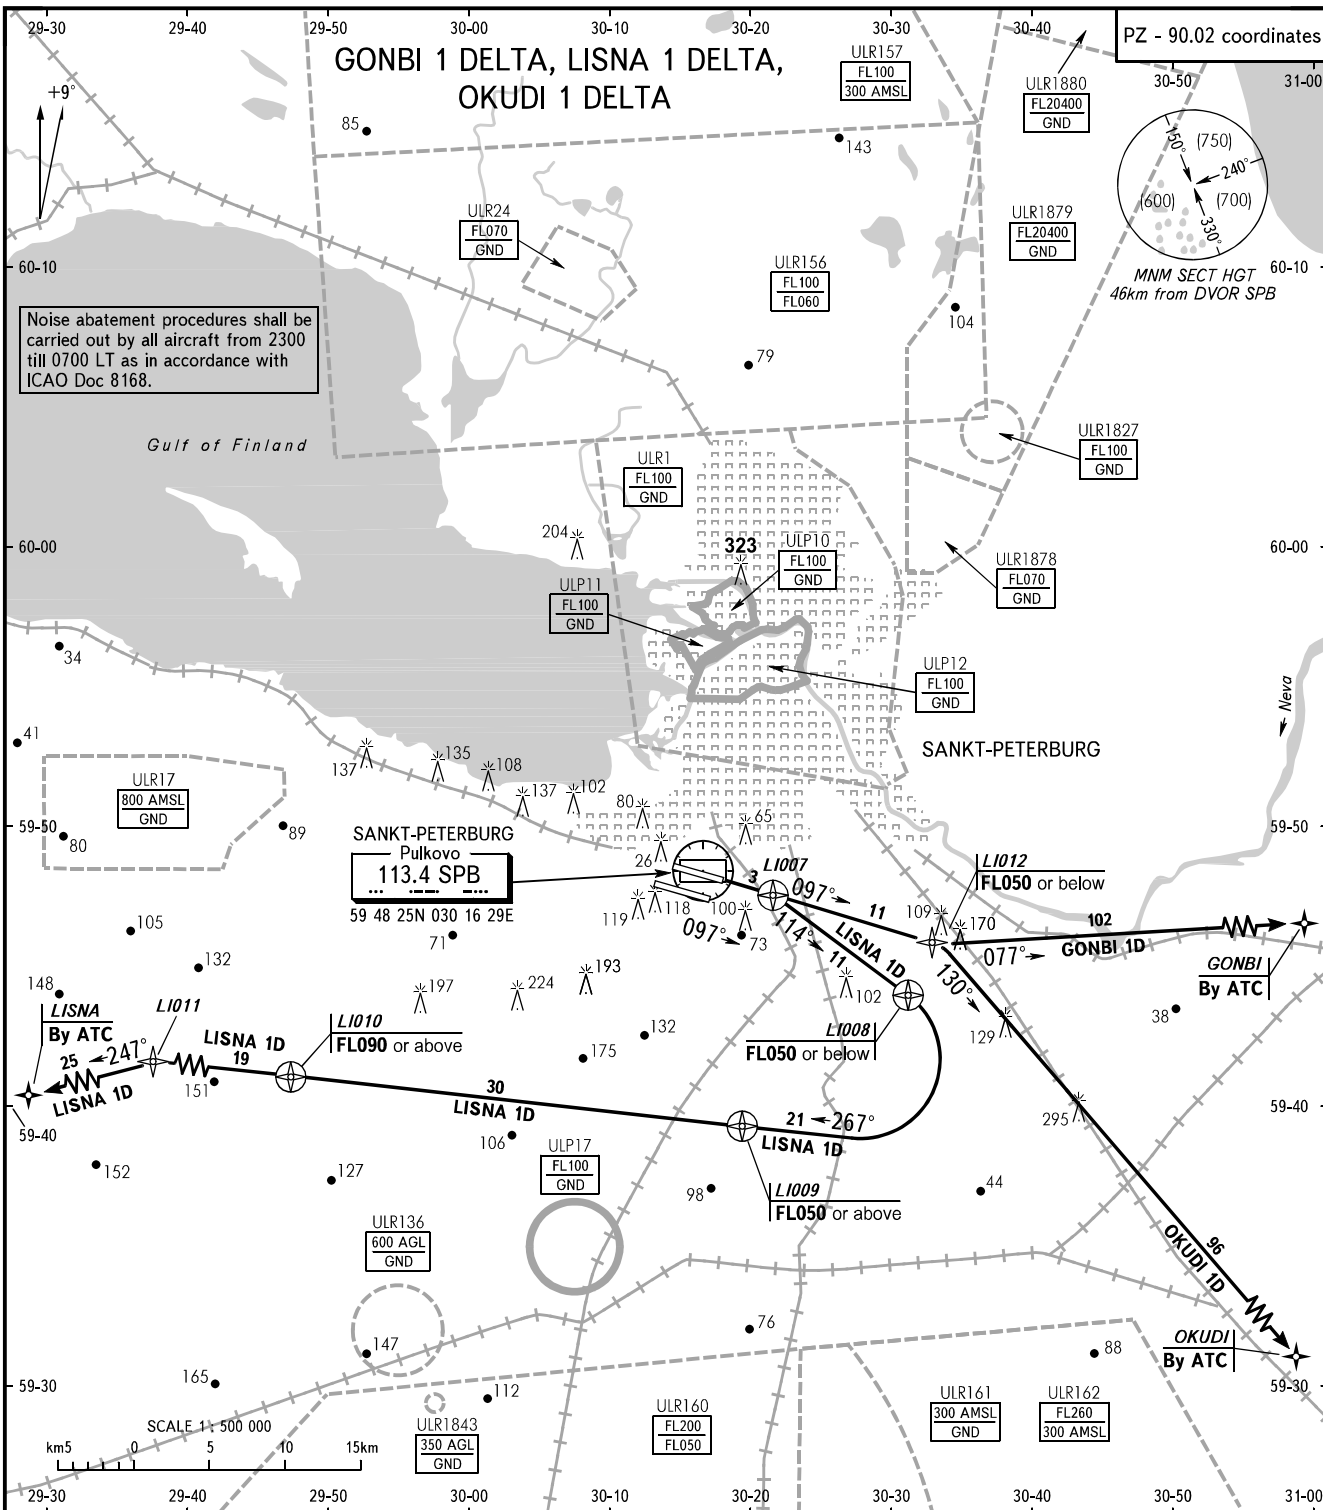 29-30
29-40
29-50
30-00
30-10
30-20
30-30
30-40
PZ - 90.02 coordinates
30-50
31-00
GONBI 1 DELTA, LISNA 1 DELTA,
OKUDI 1 DELTA
+9°
85
143
ULR157
FL100
300 AMSL
ULR1880
FL20400
GND
150°
(750)
240°
(600)
(700)
330°
MNM SECT HGT
46km from DVOR SPB
ULR24
FL070
GND
ULR1879
FL20400
GND
ULR156
FL100
FL060
60-10
60-10
Noise abatement procedures shall be
carried out by all aircraft from 2300
till 0700 LT as in accordance with
ICAO Doc 8168.
104
79
Gulf of Finland
ULR1
FL100
GND
ULR1827
FL100
GND
60-00
204
323
ULP10
FL100
GND
60-00
ULR1878
FL070
GND
ULP11
FL100
GND
34
ULP12
FL100
GND
Neva
41
SANKT-PETERBURG
137
135
108
137
102
80
65
ULR17
800 AMSL
GND
80
89
59-50
59-50
SANKT-PETERBURG
Pulkovo
113.4 SPB
59 48 25N 030 16 29E
26
3
LI007
097°
11
LI012
FL050 or below
119
118
100
73
097°
109
170
102
GONBI 1D
077°
GONBI
By ATC
105
71
114°
11
LISNA 1D
130°
132
197
224
193
102
148
LISNA
By ATC
LI011
LISNA 1D
19
LI010
FL090 or above
132
175
LI008
FL050 or below
129
38
25
247°
LISNA 1D
151
30
LISNA 1D
21
267°
LISNA 1D
295
59-40
59-40
152
127
106
ULP17
FL100
GND
98
LI009
FL050 or above
44
ULR136
600 AGL
GND
96
OKUDI 1D
147
76
88
OKUDI
By ATC
165
112
59-30
59-30
SCALE 1 : 500 000
km5
0
5
10
15km
ULR1843
350 AGL
GND
ULR160
FL200
FL050
ULR161
300 AMSL
GND
ULR162
FL260
300 AMSL
29-30
29-40
29-50
30-00
30-10
30-20
30-30
30-40
30-50
31-00